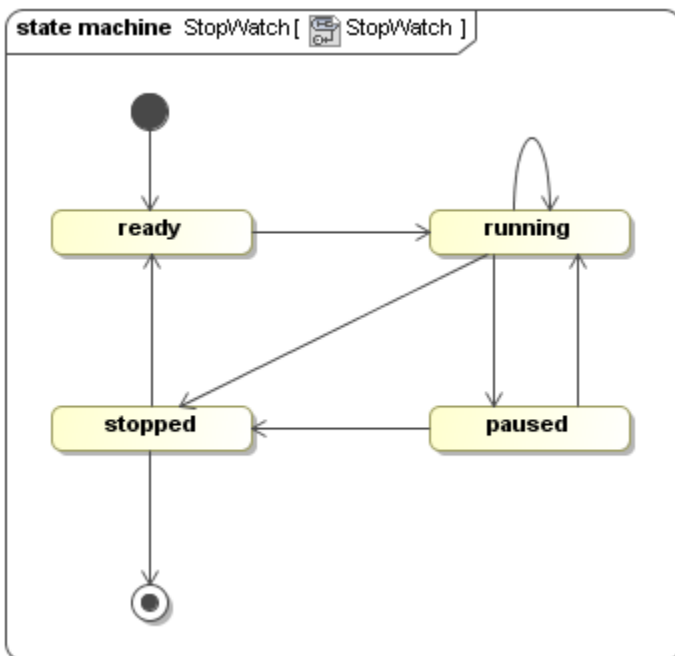 state machine StopWatch [ StopWatch ]
ready
running
stopped
paused